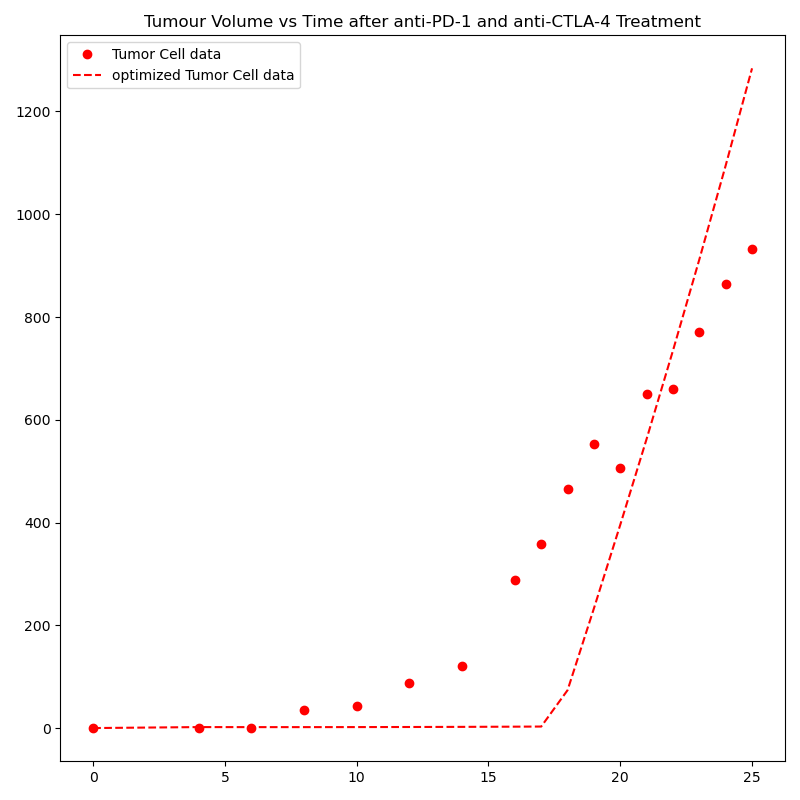 Tumour Volume vs Time after anti-PD-1 and anti-CTLA-4 Treatment
Tumor Cell data
optimized Tumor Cell data
1200
1000
800
600
400
200
0
0 5 10 15 20 25